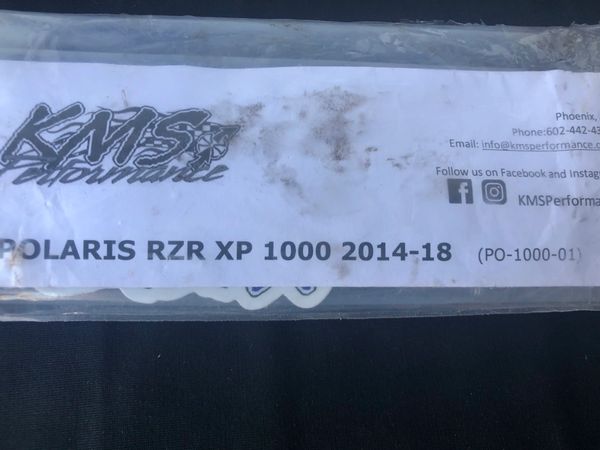 KMS
Performance
Phoenix,
Phone:602-442-43
Email: info@kmsperformance.c
Follow us on Facebook and Instag
KMSPerforma
POLARIS RZR XP 1000 2014-18 (PO-1000-01)